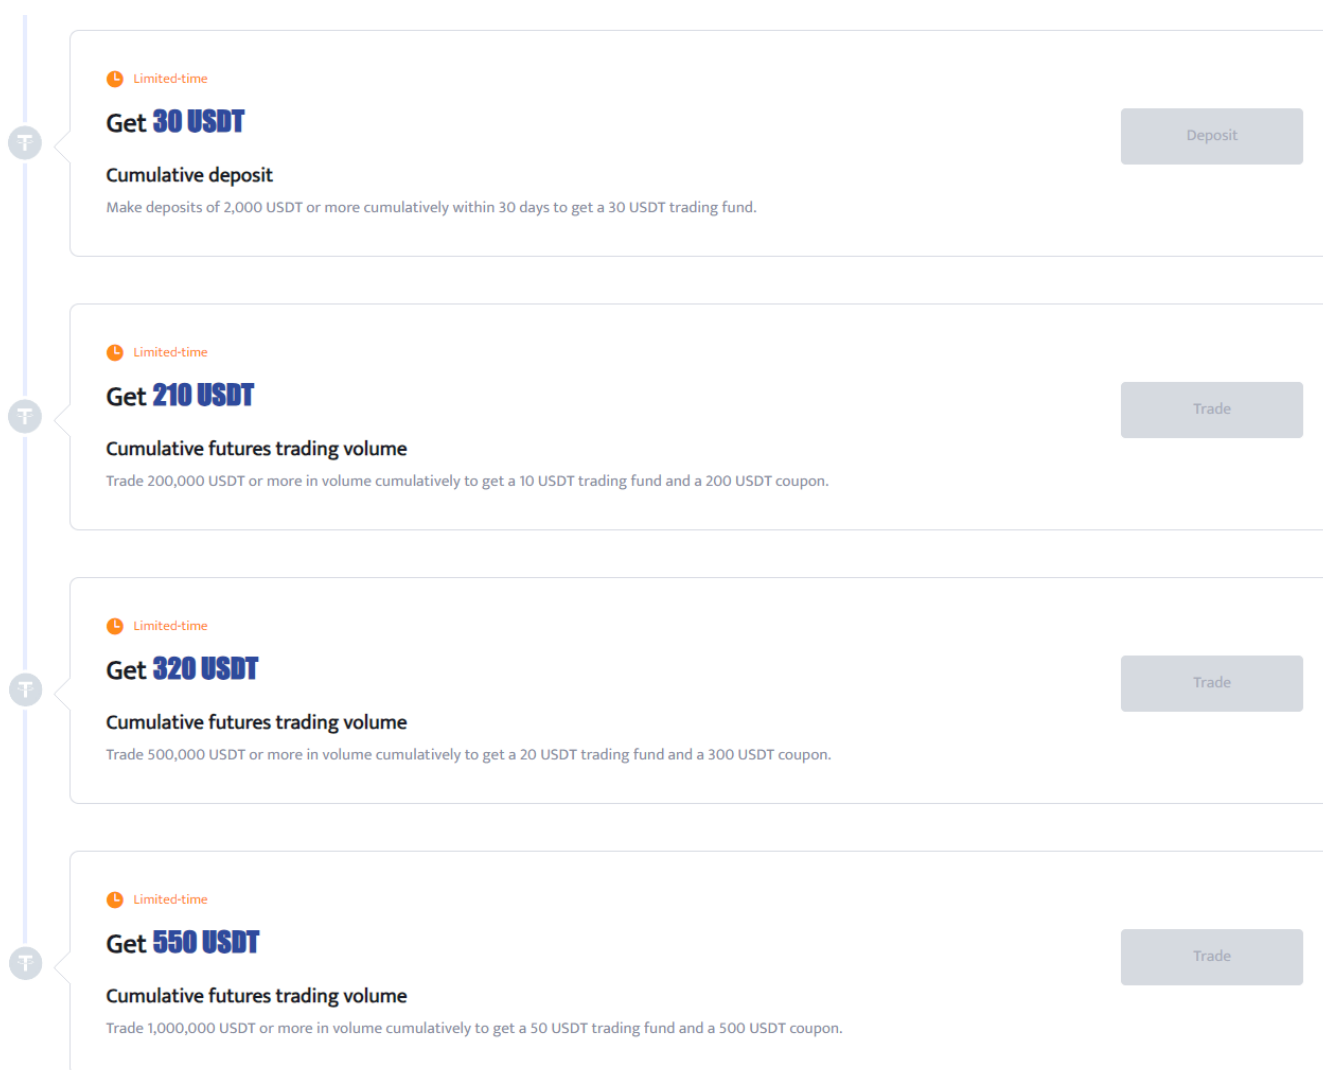 Limited-time
Get 30 USDT
Deposit
Cumulative deposit
Make deposits of 2,000 USDT or more cumulatively within 30 days to get a 30 USDT trading fund.
Limited-time
Get 210 USDT
Trade
Cumulative futures trading volume
Trade 200,000 USDT or more in volume cumulatively to get a 10 USDT trading fund and a 200 USDT coupon.
Limited-time
Get 320 USDT
Trade
Cumulative futures trading volume
Trade 500,000 USDT or more in volume cumulatively to get a 20 USDT trading fund and a 300 USDT coupon.
Limited-time
Get 550 USDT
Trade
Cumulative futures trading volume
Trade 1,000,000 USDT or more in volume cumulatively to get a 50 USDT trading fund and a 500 USDT coupon.